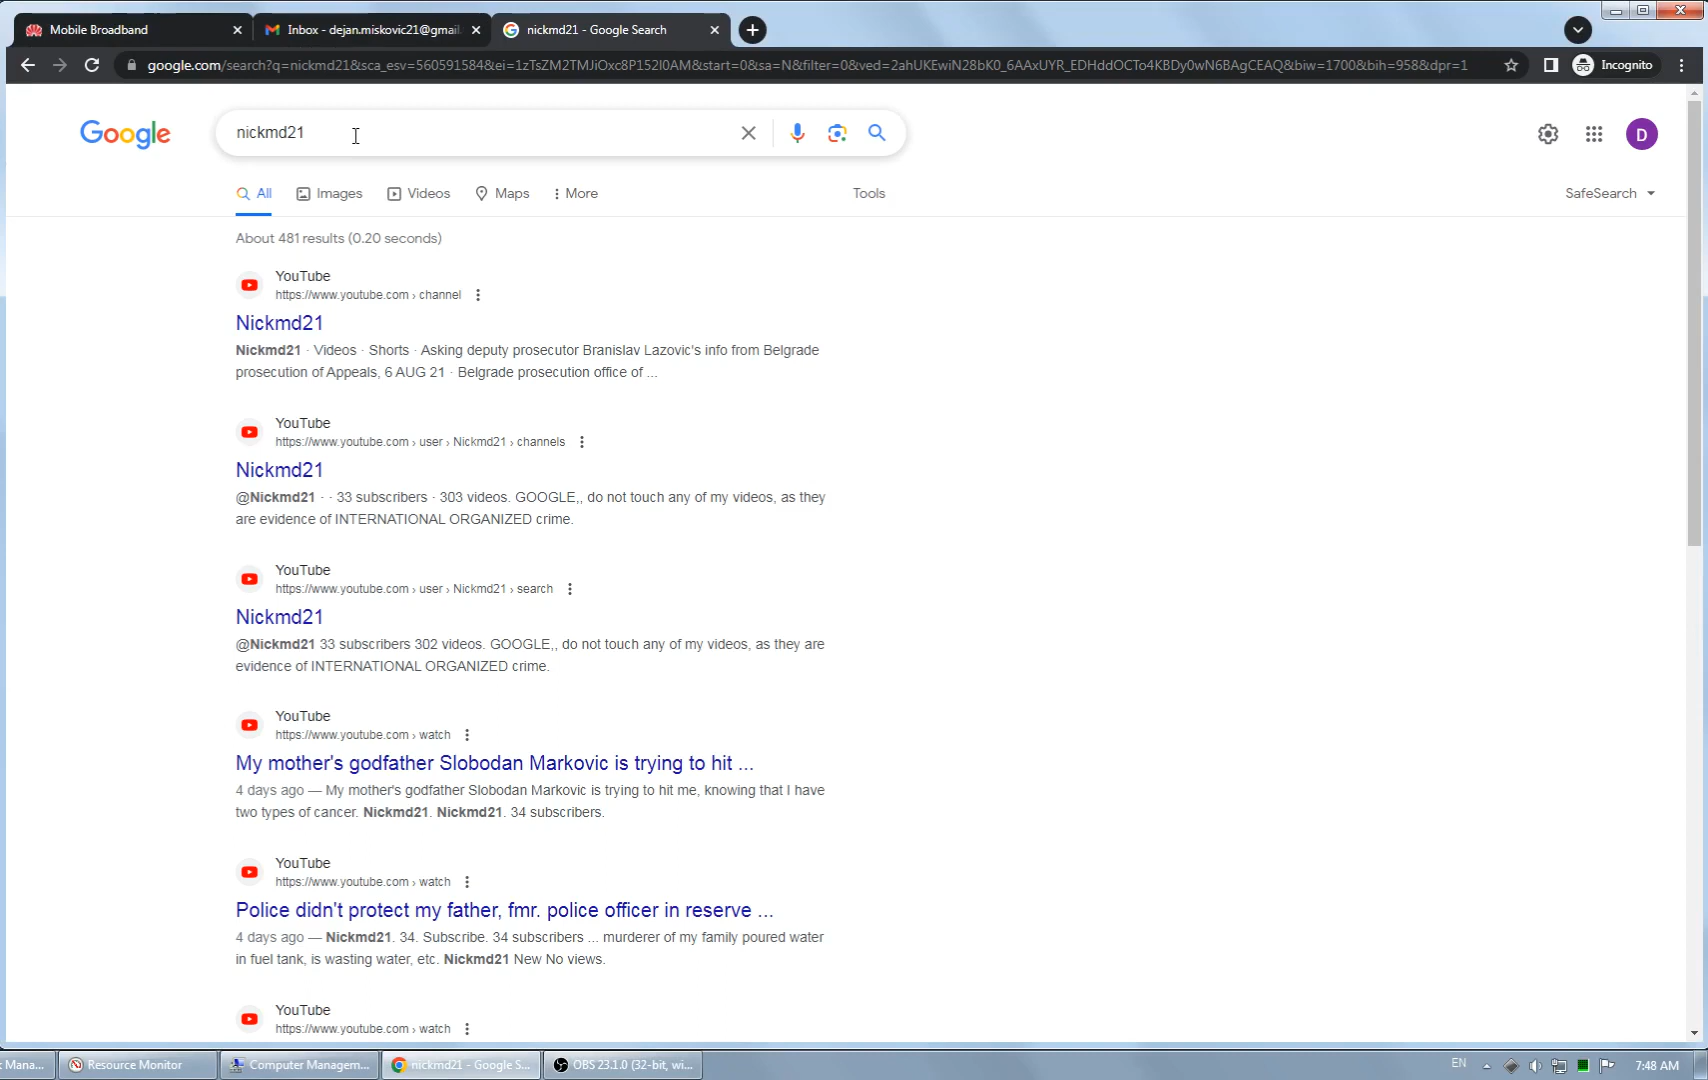 Mobile Broadband
Inbox - dejan.miskovic21@gmail.
nickmd21 - Google Search
google.com/search?q=nickmd21&sca_esv=560591584&ei=1zTsZM2TMJiOxc8P152I0AM&start=0&sa=N&filter=0&ved=2ahUKEwiN28bK0_6AAxUYR_EDHddOCTo4KBDy0wN6BAgCEAQ&biw=1700&bih=958&dpr=1
Incognito
Google
nickmd21
D
All
Images
Videos
Maps
More
Tools
SafeSearch
About 481 results (0.20 seconds)
YouTube
https://www.youtube.com › channel
Nickmd21
Nickmd21 · Videos · Shorts · Asking deputy prosecutor Branislav Lazovic's info from Belgrade
prosecution of Appeals, 6 AUG 21 · Belgrade prosecution office of ...
YouTube
https://www.youtube.com › user › Nickmd21 › channels
Nickmd21
@Nickmd21 · · 33 subscribers · 303 videos. GOOGLE,, do not touch any of my videos, as they
are evidence of INTERNATIONAL ORGANIZED crime.
YouTube
https://www.youtube.com › user › Nickmd21 › search
Nickmd21
@Nickmd21 33 subscribers 302 videos. GOOGLE,, do not touch any of my videos, as they are
evidence of INTERNATIONAL ORGANIZED crime.
YouTube
https://www.youtube.com › watch
My mother's godfather Slobodan Markovic is trying to hit ...
4 days ago — My mother's godfather Slobodan Markovic is trying to hit me, knowing that I have
two types of cancer. Nickmd21. Nickmd21. 34 subscribers.
YouTube
https://www.youtube.com › watch
Police didn't protect my father, fmr. police officer in reserve ...
4 days ago — Nickmd21. 34. Subscribe. 34 subscribers ... murderer of my family poured water
in fuel tank, is wasting water, etc. Nickmd21 New No views.
YouTube
https://www.youtube.com › watch
Mana...
Resource Monitor
Computer Managem...
nickmd21 - Google S...
OBS 23.1.0 (32-bit, wi...
EN
7:48 AM